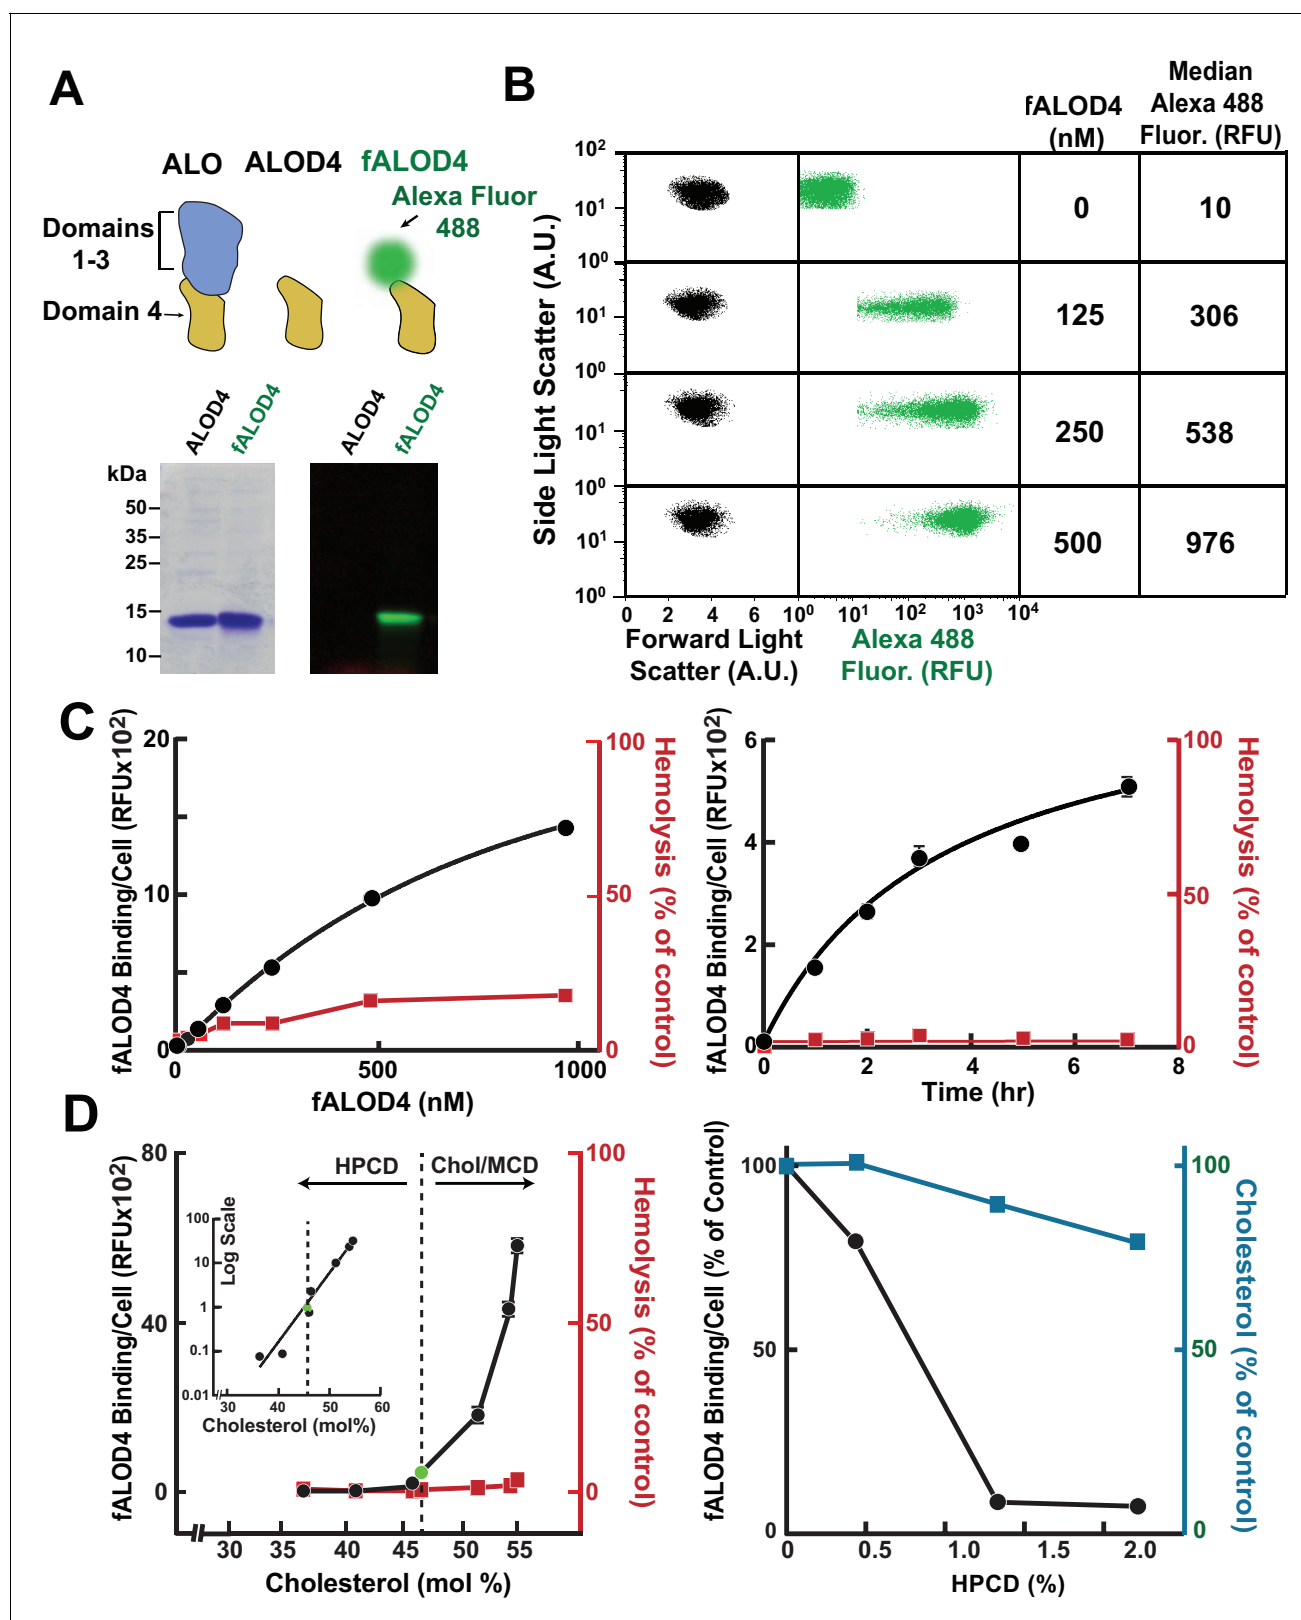 A
ALO ALOD4 fALOD4
Alexa Fluor
488
Domains
1-3
Domain 4
ALOD4 fALOD4 ALOD4 fALOD4
kDa
50
35
25
15
10
B
fALOD4
(nM)
Median
Alexa 488
Fluor. (RFU)
Side Light Scatter (A.U.)
10²
10¹
10⁰
10¹
10⁰
10¹
10⁰
10¹
10⁰
0 10
125 306
250 538
500 976
0 2 4 6 10⁰ 10¹ 10² 10³ 10⁴
Forward Light
Scatter (A.U.)
Alexa 488
Fluor. (RFU)
C
fALOD4 Binding/Cell (RFUx10²)
20
10
0
0 500 1000
fALOD4 (nM)
100
50
0
Hemolysis (% of control)
fALOD4 Binding/Cell (RFUx10²)
6
4
2
0
0 2 4 6 8
Time (hr)
100
50
0
Hemolysis (% of control)
D
fALOD4 Binding/Cell (RFUx10²)
80
40
0
30 35 40 45 50 55
Cholesterol (mol %)
HPCD Chol/MCD
Log Scale
100
10
1
0.1
0.01
30 40 50 60
Cholesterol (mol%)
100
50
0
Hemolysis (% of control)
fALOD4 Binding/Cell (% of Control)
100
50
0
0 0.5 1.0 1.5 2.0
HPCD (%)
100
50
0
Cholesterol (% of control)